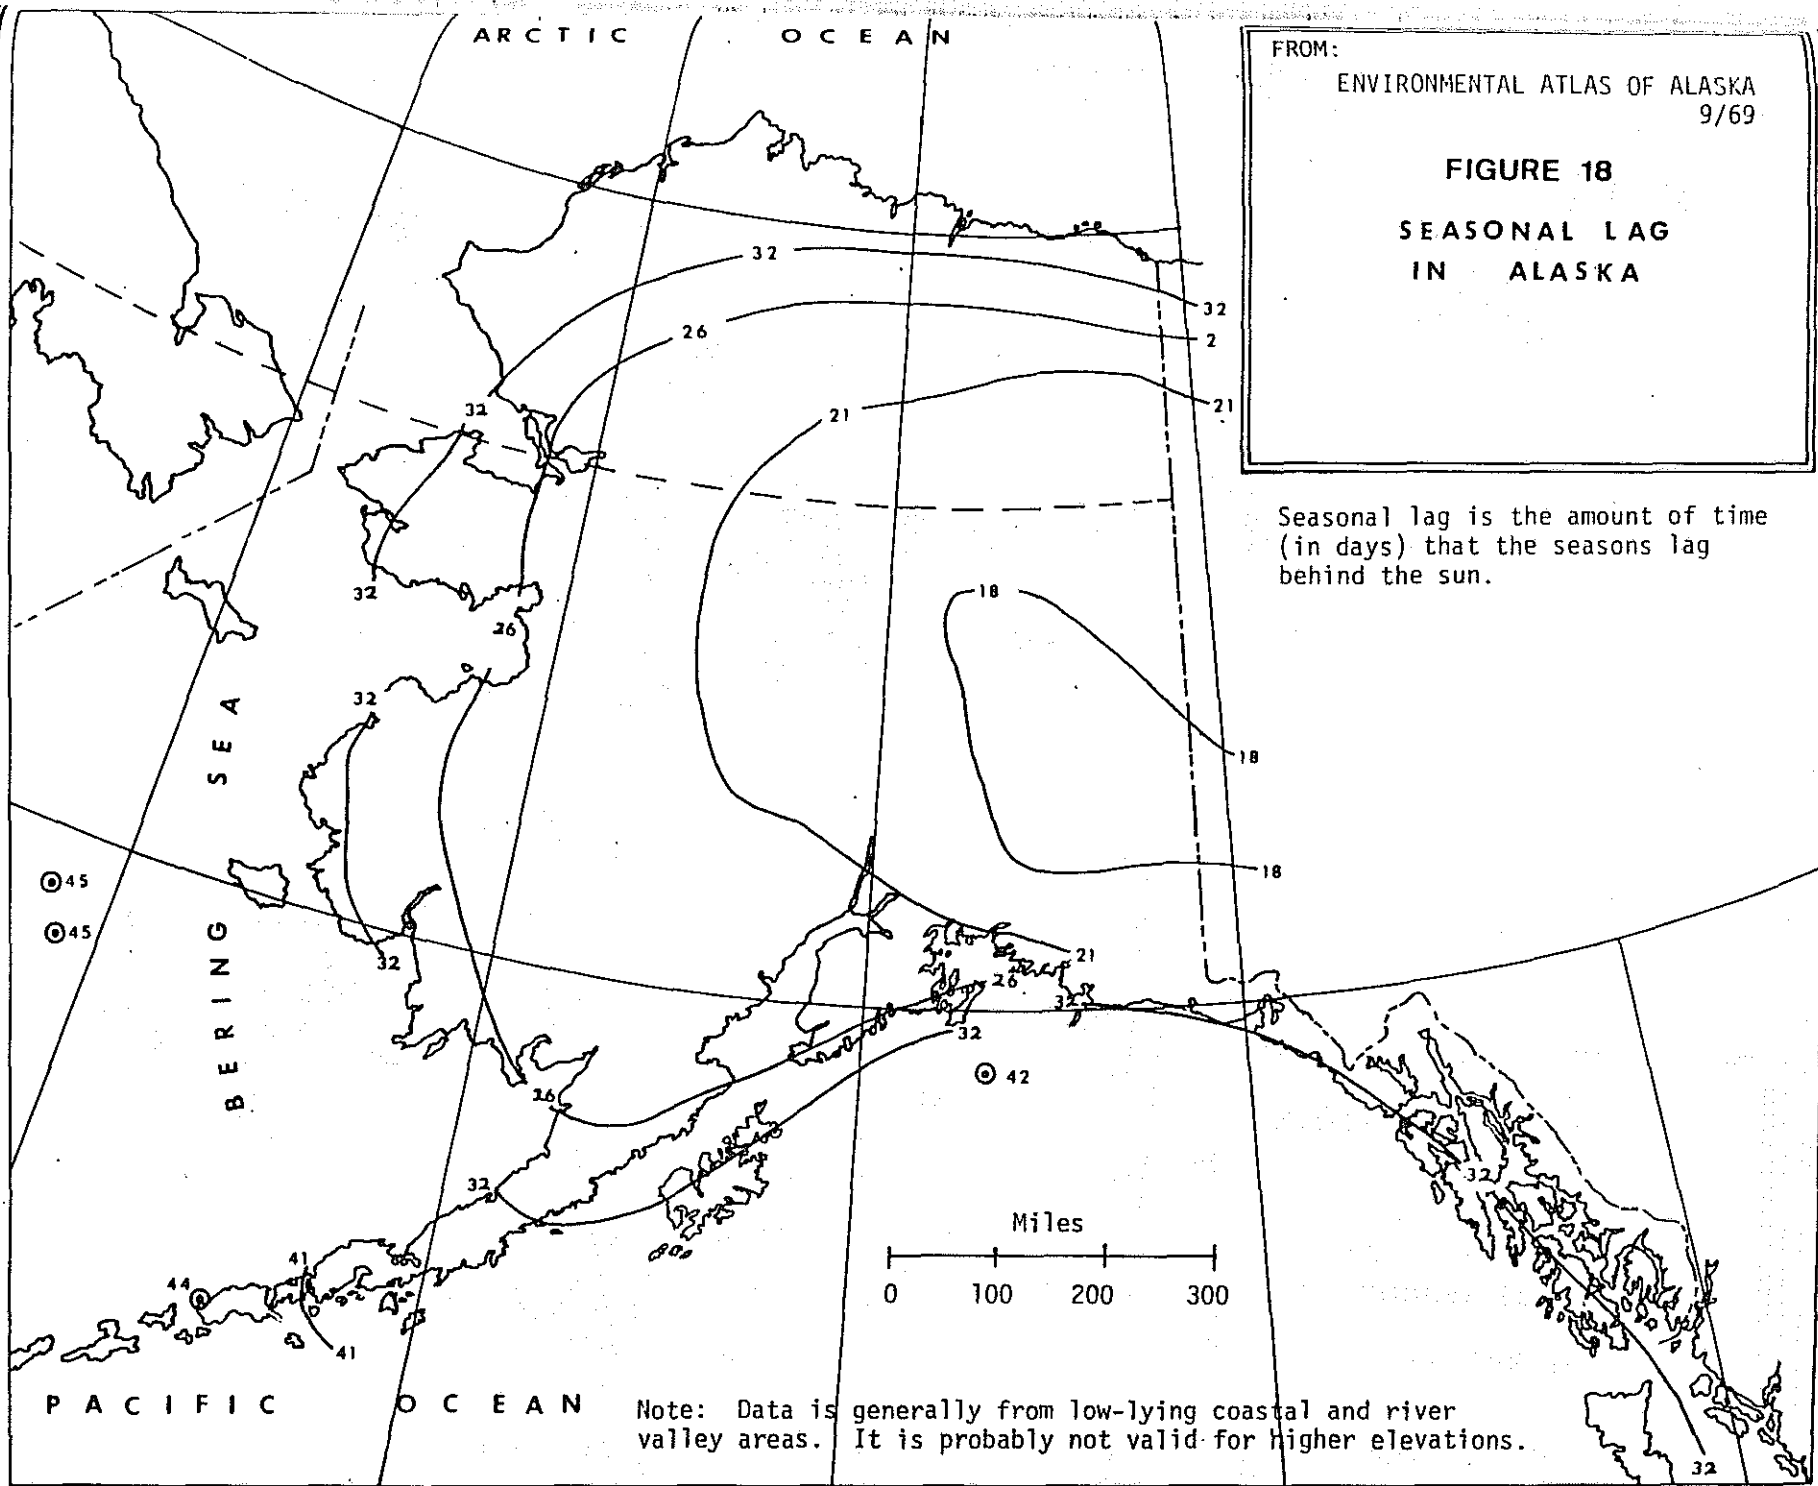 ARCTIC OCEAN
FROM:
ENVIRONMENTAL ATLAS OF ALASKA
9/69
FIGURE 18
SEASONAL LAG
IN ALASKA
Seasonal lag is the amount of time
(in days) that the seasons lag
behind the sun.
32
32
26
2
21
21
32
32
26
18
18
18
32
32
BERING SEA
45
45
21
26
32
32
42
26
32
32
41
44
41
Miles
0 100 200 300
PACIFIC OCEAN
Note: Data is generally from low-lying coastal and river
valley areas. It is probably not valid for higher elevations.
32